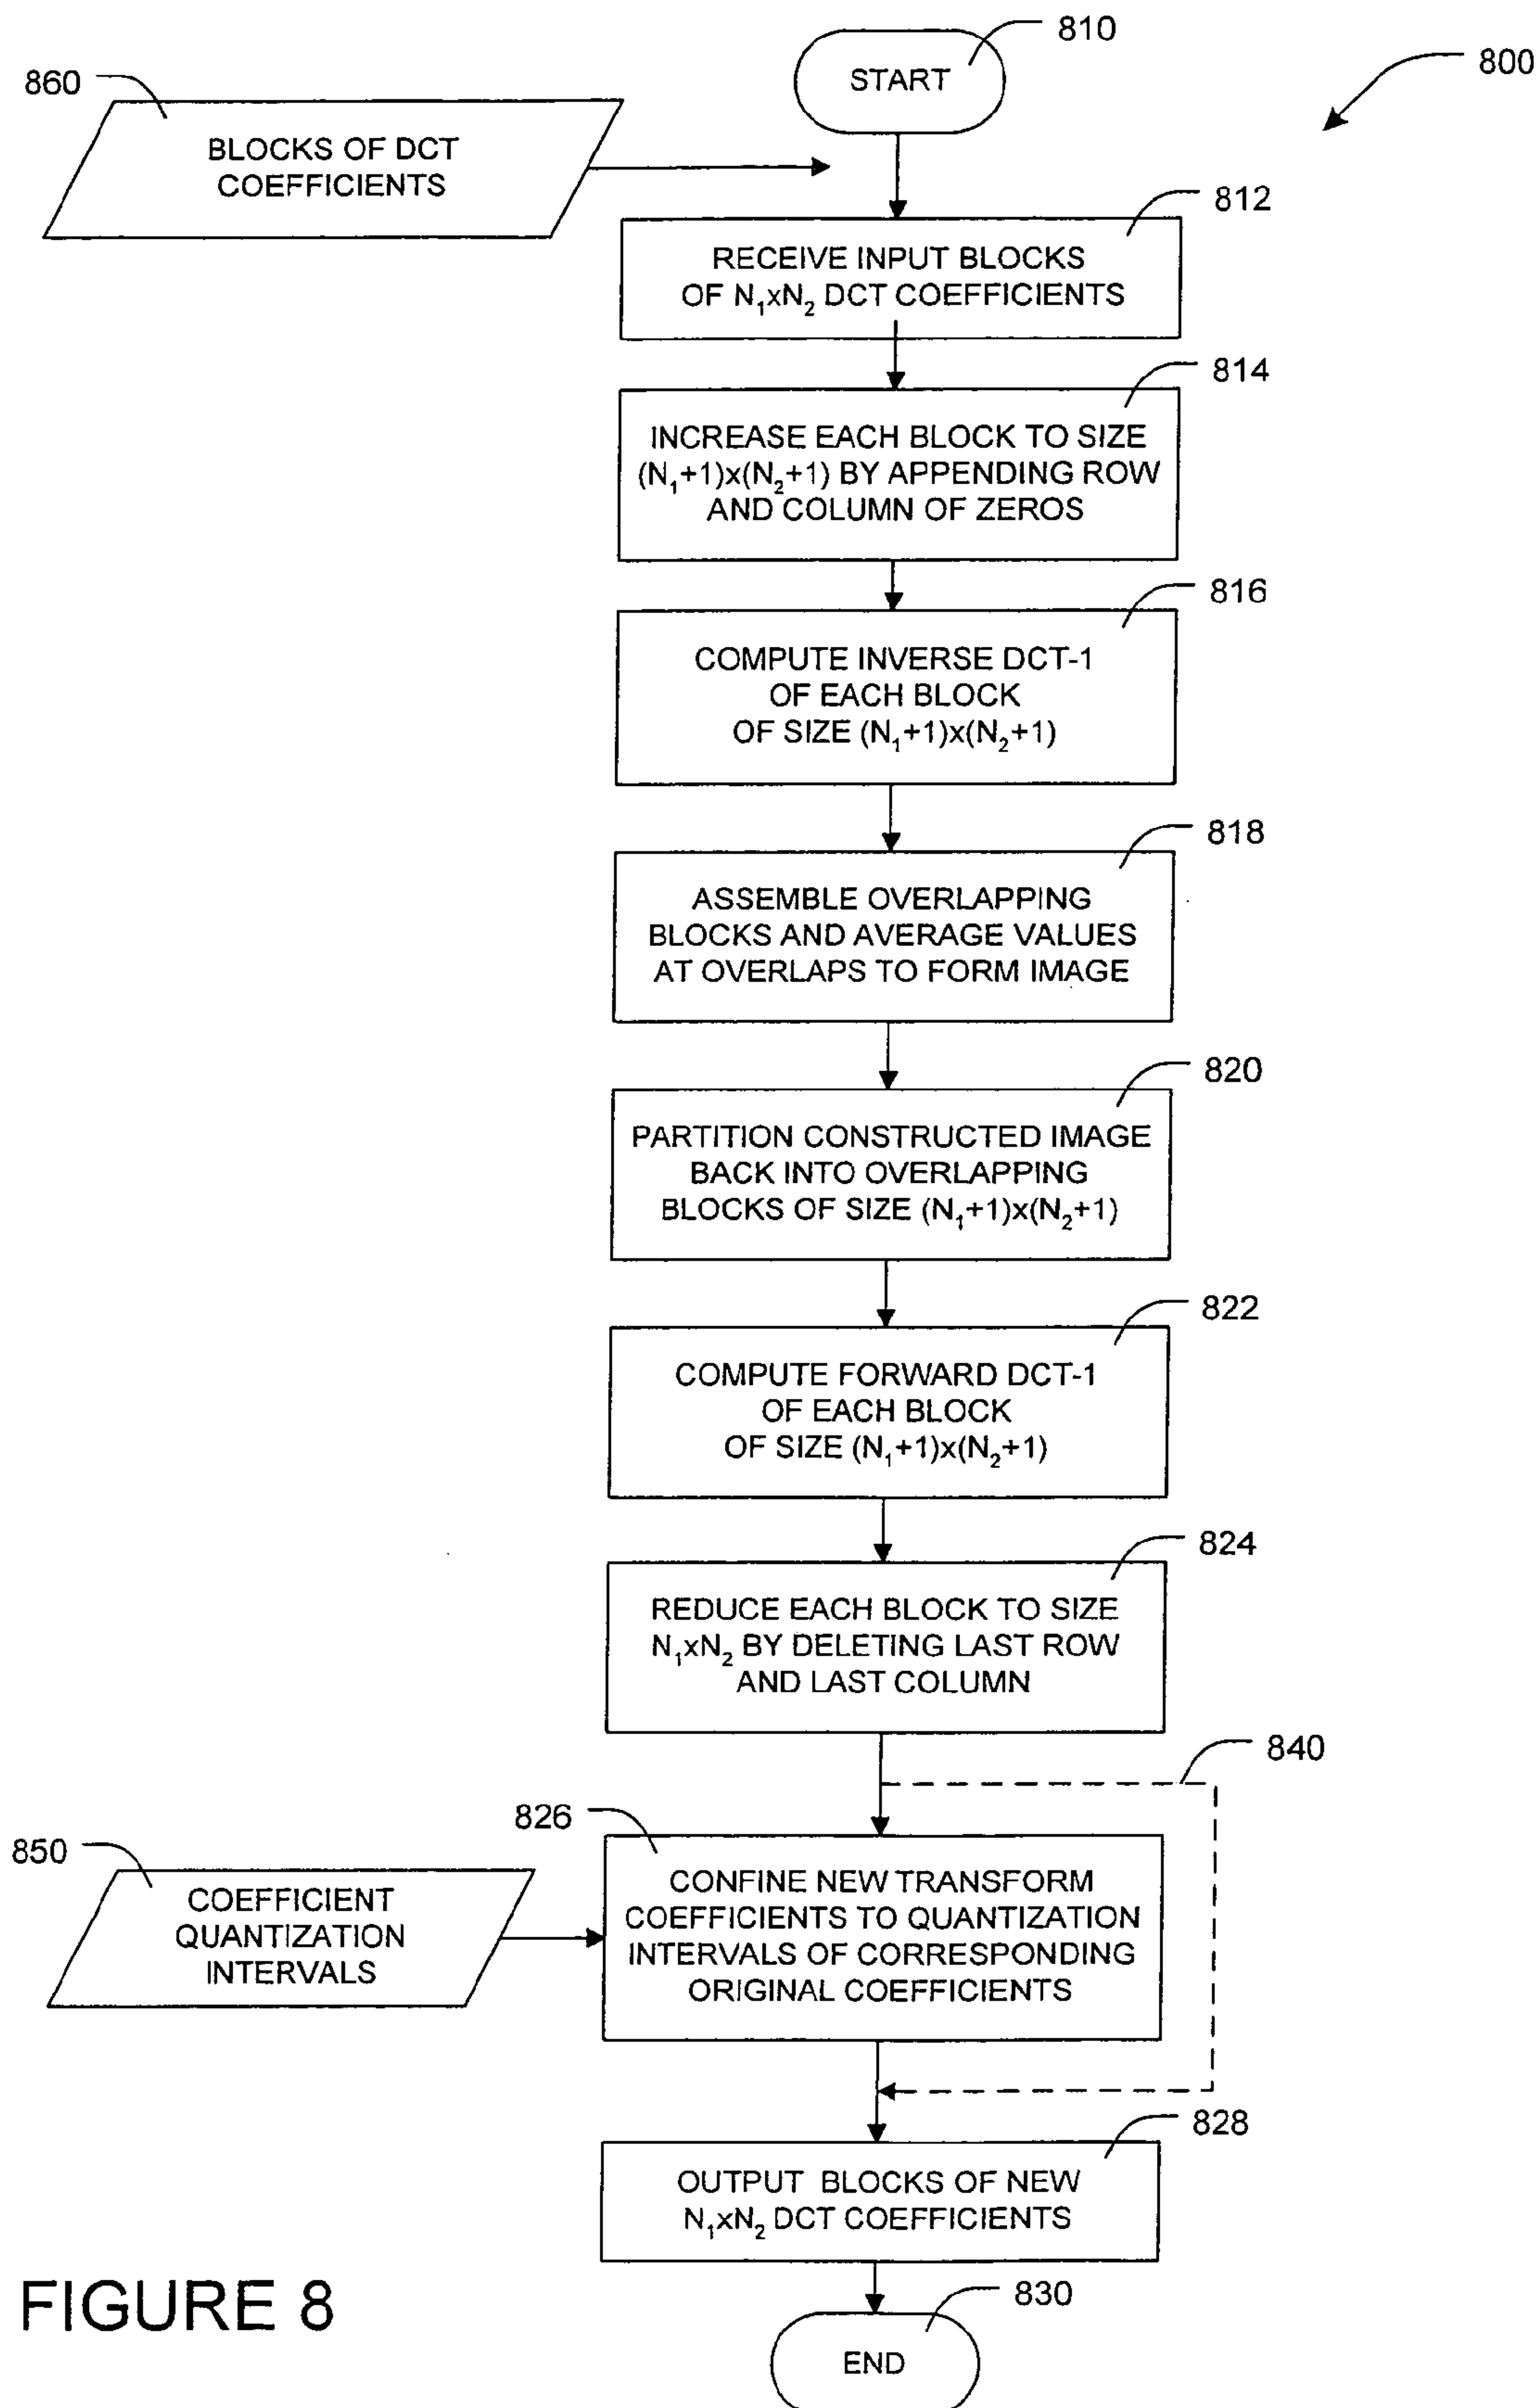 810
START
800
860
BLOCKS OF DCT
COEFFICIENTS
812
RECEIVE INPUT BLOCKS
OF N₁xN₂ DCT COEFFICIENTS
814
INCREASE EACH BLOCK TO SIZE
(N₁+1)x(N₂+1) BY APPENDING ROW
AND COLUMN OF ZEROS
816
COMPUTE INVERSE DCT-1
OF EACH BLOCK
OF SIZE (N₁+1)x(N₂+1)
818
ASSEMBLE OVERLAPPING
BLOCKS AND AVERAGE VALUES
AT OVERLAPS TO FORM IMAGE
820
PARTITION CONSTRUCTED IMAGE
BACK INTO OVERLAPPING
BLOCKS OF SIZE (N₁+1)x(N₂+1)
822
COMPUTE FORWARD DCT-1
OF EACH BLOCK
OF SIZE (N₁+1)x(N₂+1)
824
REDUCE EACH BLOCK TO SIZE
N₁xN₂ BY DELETING LAST ROW
AND LAST COLUMN
840
826
850
COEFFICIENT
QUANTIZATION
INTERVALS
CONFINE NEW TRANSFORM
COEFFICIENTS TO QUANTIZATION
INTERVALS OF CORRESPONDING
ORIGINAL COEFFICIENTS
828
OUTPUT BLOCKS OF NEW
N₁xN₂ DCT COEFFICIENTS
830
END
FIGURE 8